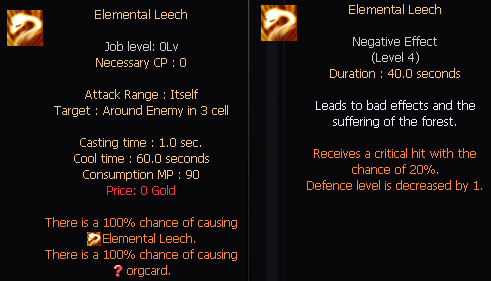 Elemental Leech
Job level: 0Lv
Necessary CP : 0
Attack Range : Itself
Target : Around Enemy in 3 cell
Casting time : 1.0 sec.
Cool time : 60.0 seconds
Consumption MP : 90
Price: 0 Gold
There is a 100% chance of causing
Elemental Leech.
There is a 100% chance of causing
? orgcard.
Elemental Leech
Negative Effect
(Level 4)
Duration : 40.0 seconds
Leads to bad effects and the
suffering of the forest.
Receives a critical hit with the
chance of 20%.
Defence level is decreased by 1.